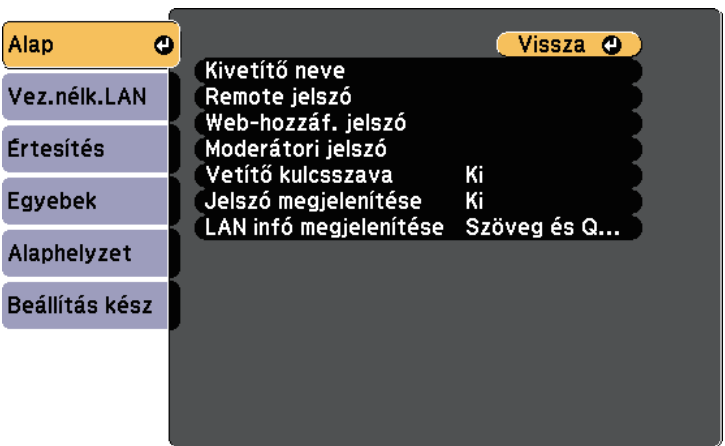 Alap
Vez.nélk.LAN
Értesítés
Egyebek
Alaphelyzet
Beállítás kész
Vissza
Kivetítő neve
Remote jelszó
Web-hozzáf. jelszó
Moderátori jelszó
Vetítő kulcsszava Ki
Jelszó megjelenítése Ki
LAN infó megjelenítése Szöveg és Q...